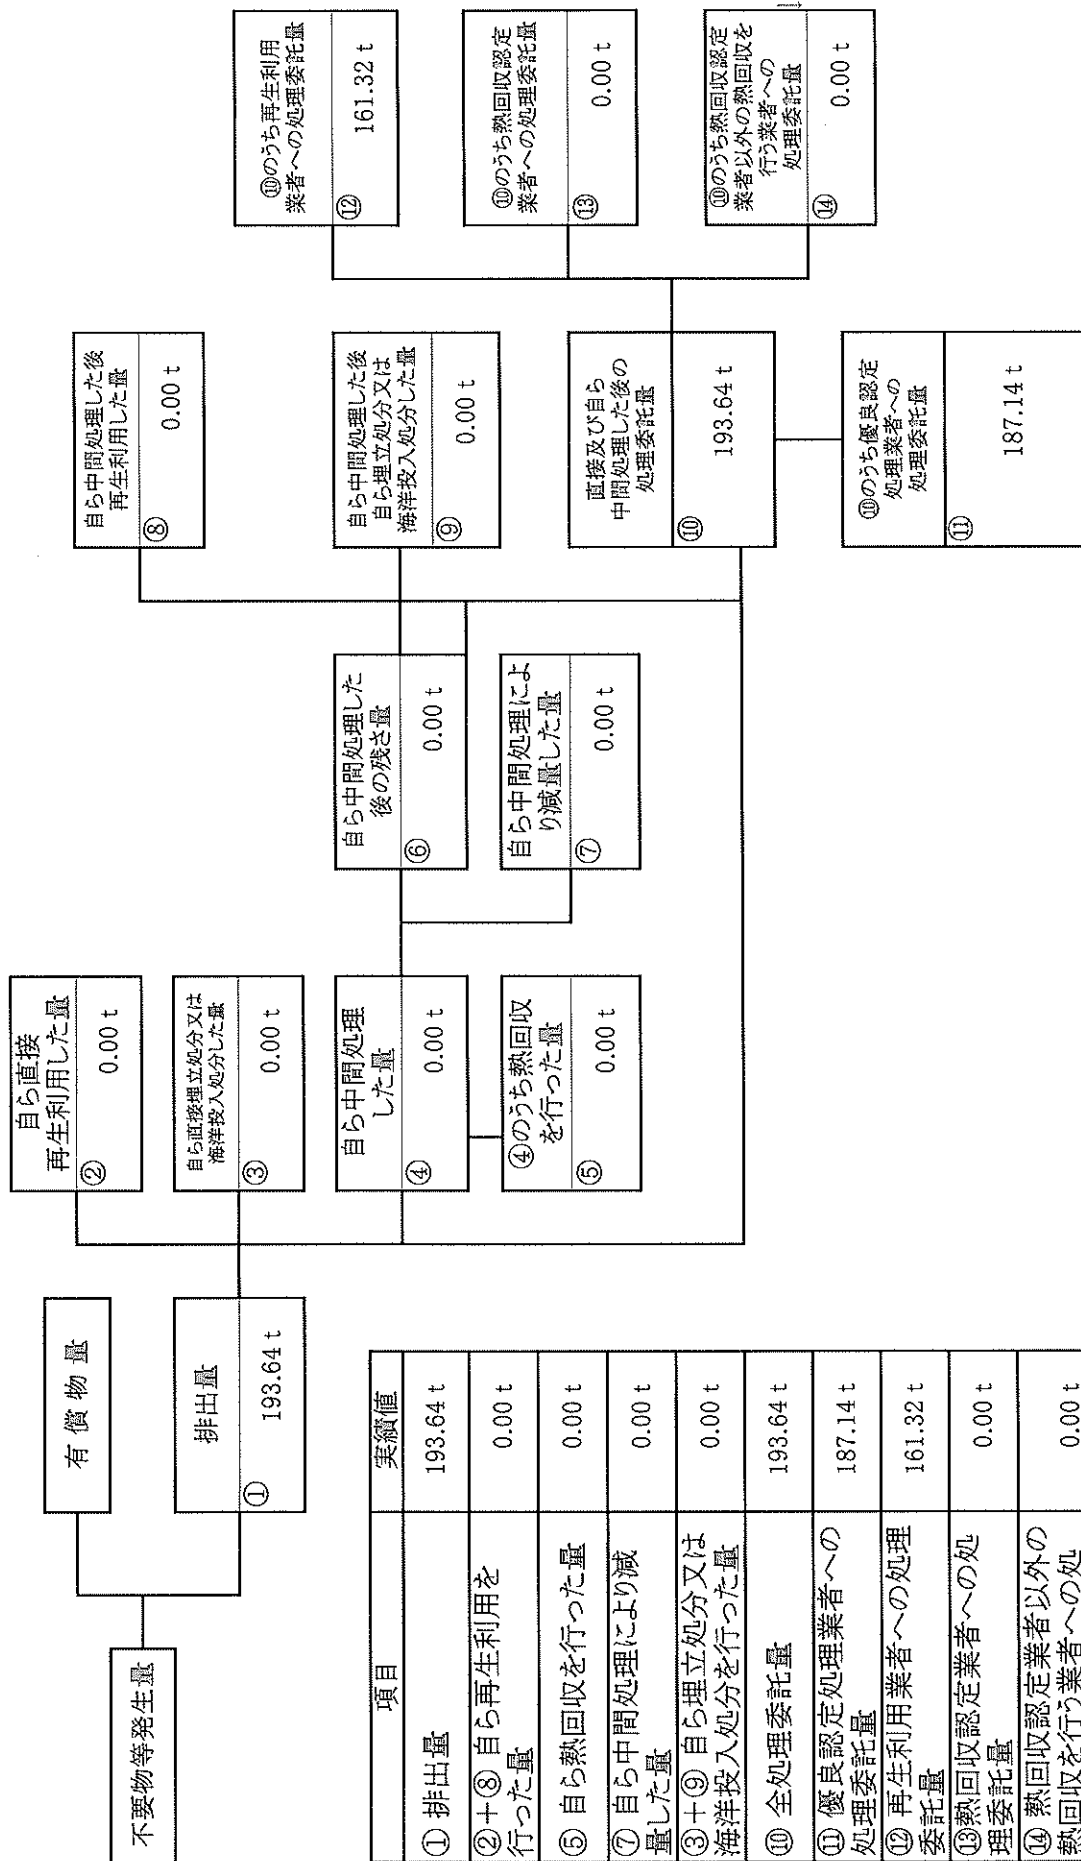 不要物等発生量
有償物量
排出量
① 193.64 t
自ら直接
再生利用した量
② 0.00 t
自ら直接埋立処分又は
海洋投入処分した量
③ 0.00 t
自ら中間処理
した量
④ 0.00 t
④のうち熱回収
を行った量
⑤ 0.00 t
自ら中間処理した
後の残さ量
⑥ 0.00 t
自ら中間処理によ
り減量した量
⑦ 0.00 t
自ら中間処理した後
再生利用した量
⑧ 0.00 t
自ら中間処理した後
自ら埋立処分又は
海洋投入処分した量
⑨ 0.00 t
直接及び自ら
中間処理した後の
処理委託量
⑩ 193.64 t
⑩のうち優良認定
処理業者への
処理委託量
⑪ 187.14 t
⑩のうち再生利用
業者への処理委託量
⑫ 161.32 t
⑩のうち熱回収認定
業者への処理委託量
⑬ 0.00 t
⑩のうち熱回収認定
業者以外の熱回収を
行う業者への
処理委託量
⑭ 0.00 t
項目 実績値
① 排出量 193.64 t
②+⑧ 自ら再生利用を
行った量 0.00 t
⑤ 自ら熱回収を行った量 0.00 t
⑦ 自ら中間処理により減
量した量 0.00 t
③+⑨ 自ら埋立処分又は
海洋投入処分を行った量 0.00 t
⑩ 全処理委託量 193.64 t
⑪ 優良認定処理業者への
処理委託量 187.14 t
⑫ 再生利用業者への処理
委託量 161.32 t
⑬熱回収認定業者への処
理委託量 0.00 t
⑭ 熱回収認定業者以外の
熱回収を行う業者への処 0.00 t